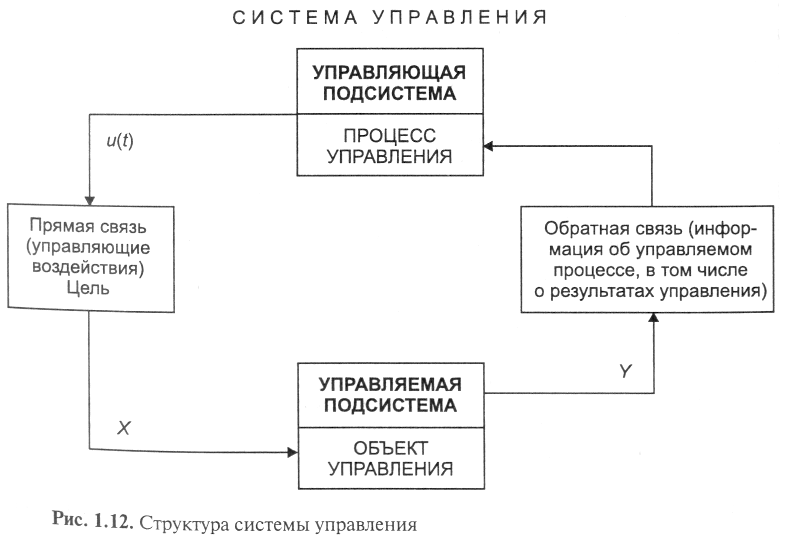 СИСТЕМА УПРАВЛЕНИЯ
УПРАВЛЯЮЩАЯ
ПОДСИСТЕМА
ПРОЦЕСС
УПРАВЛЕНИЯ
u(t)
Прямая связь
(управляющие
воздействия)
Цель
Обратная связь (инфор-
мация об управляемом
процессе, в том числе
о результатах управления)
УПРАВЛЯЕМАЯ
ПОДСИСТЕМА
ОБЪЕКТ
УПРАВЛЕНИЯ
X
Y
Рис. 1.12. Структура системы управления